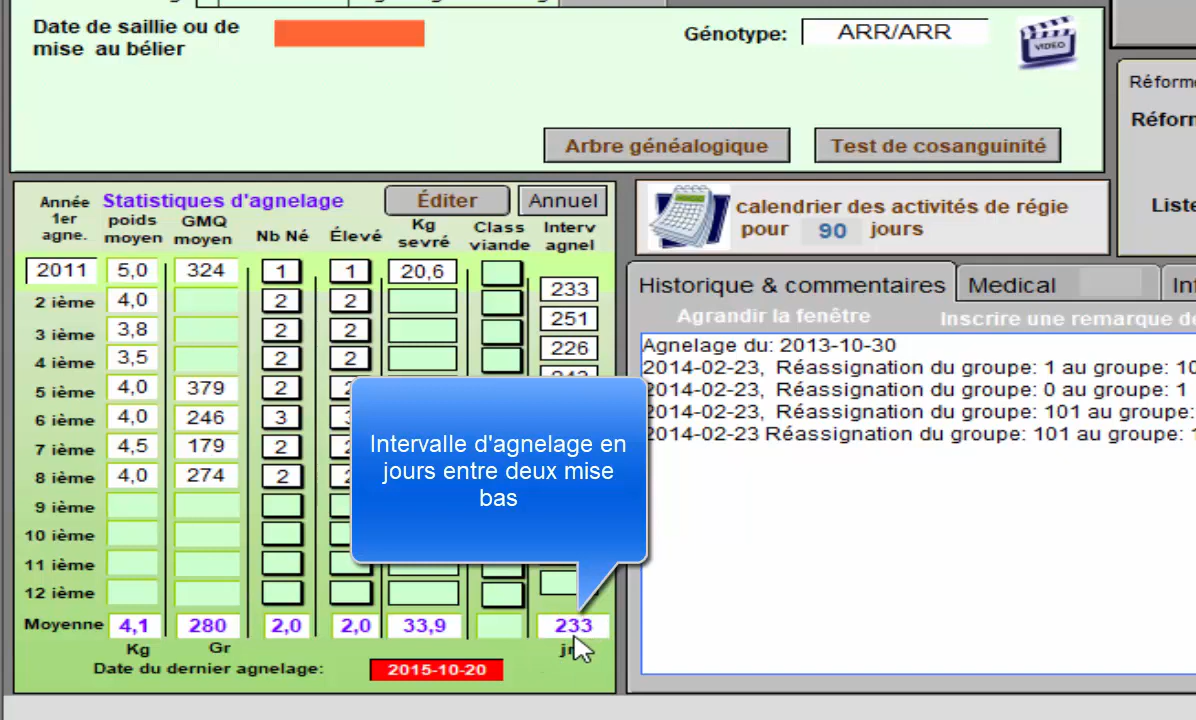 Date de saillie ou de
mise au bélier
Génotype: ARR/ARR
VIDEO
Arbre généalogique
Test de cosanguinité
Statistiques d'agnelage
Éditer
Annuel
Année
1er
agne.
poids
moyen
GMQ
moyen
Nb Né
Élevé
Kg
sevré
Class
viande
Interv
agnel
2011 5,0 324 1 1 20,6
233
2 ième 4,0 2 2
251
3 ième 3,8 2 2
226
4 ième 3,5 2 2
5 ième 4,0 379 2 2
6 ième 4,0 246 3
7 ième 4,5 179 2
8 ième 4,0 274 2
9 ième
10 ième
11 ième
12 ième
Moyenne 4,1 280 2,0 2,0 33,9 233
Kg Gr
Date du dernier agnelage: 2015-10-20
Intervalle d'agnelage en
jours entre deux mise
bas
calendrier des activités de régie
pour 90 jours
Historique & commentaires
Medical
Agrandir la fenêtre
Inscrire une remarque
Agnelage du: 2013-10-30
2014-02-23, Réassignation du groupe: 1 au groupe: 10
2014-02-23, Réassignation du groupe: 0 au groupe: 1
2014-02-23, Réassignation du groupe: 101 au groupe:
2014-02-23 Réassignation du groupe: 101 au groupe: 1